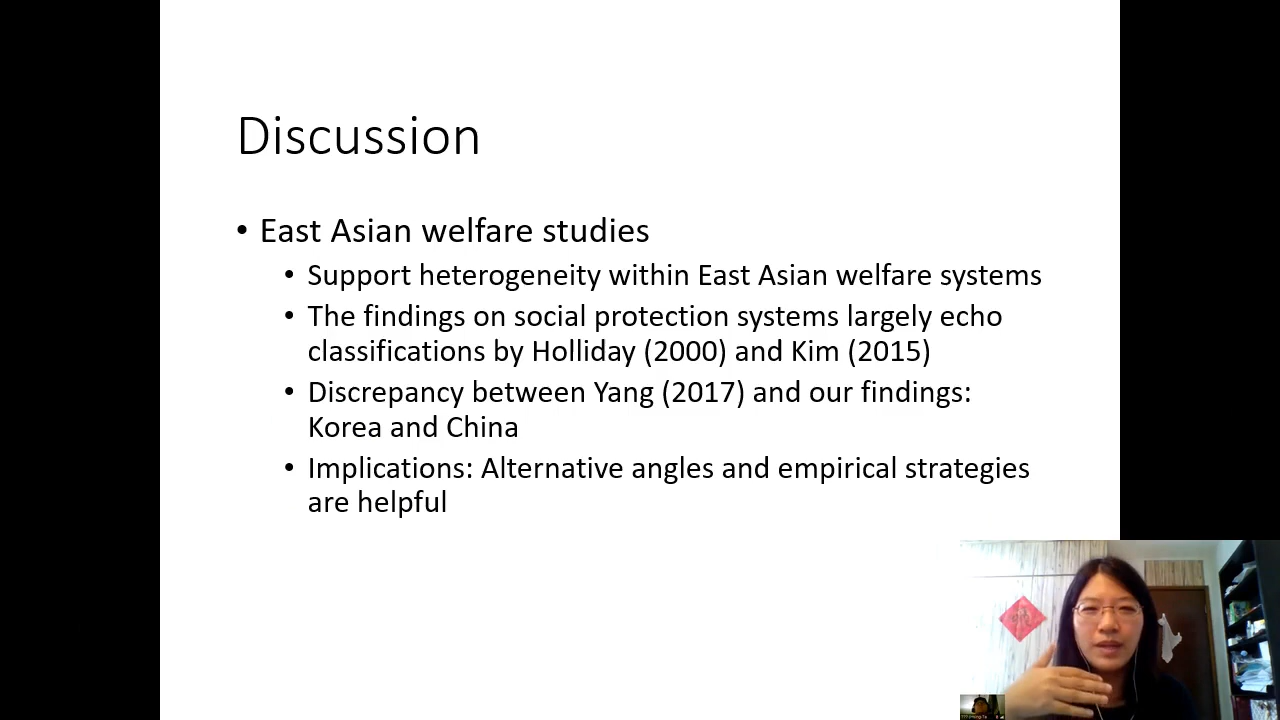 Discussion
• East Asian welfare studies
• Support heterogeneity within East Asian welfare systems
• The findings on social protection systems largely echo
classifications by Holliday (2000) and Kim (2015)
• Discrepancy between Yang (2017) and our findings:
Korea and China
• Implications: Alternative angles and empirical strategies
are helpful